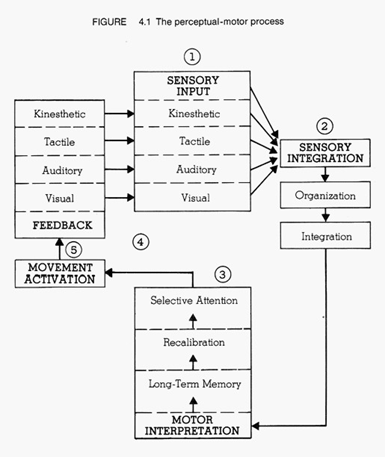 FIGURE 4.1 The perceptual-motor process
1
SENSORY
INPUT
Kinesthetic
Tactile
Auditory
Visual
Kinesthetic
Tactile
Auditory
Visual
FEEDBACK
2
SENSORY
INTEGRATION
Organization
Integration
4
5
MOVEMENT
ACTIVATION
3
Selective Attention
Recalibration
Long-Term Memory
MOTOR
INTERPRETATION